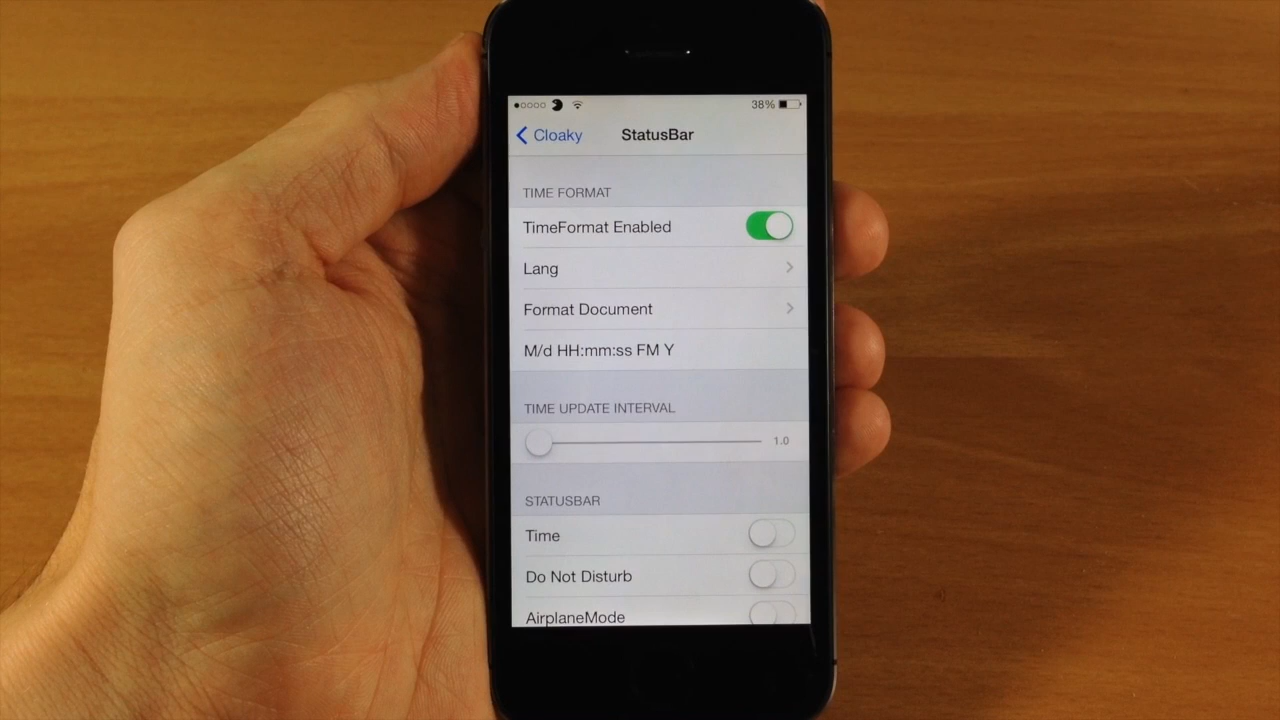 38%
Cloaky StatusBar
TIME FORMAT
TimeFormat Enabled
Lang
Format Document
M/d HH:mm:ss FM Y
TIME UPDATE INTERVAL
1.0
STATUSBAR
Time
Do Not Disturb
AirplaneMode